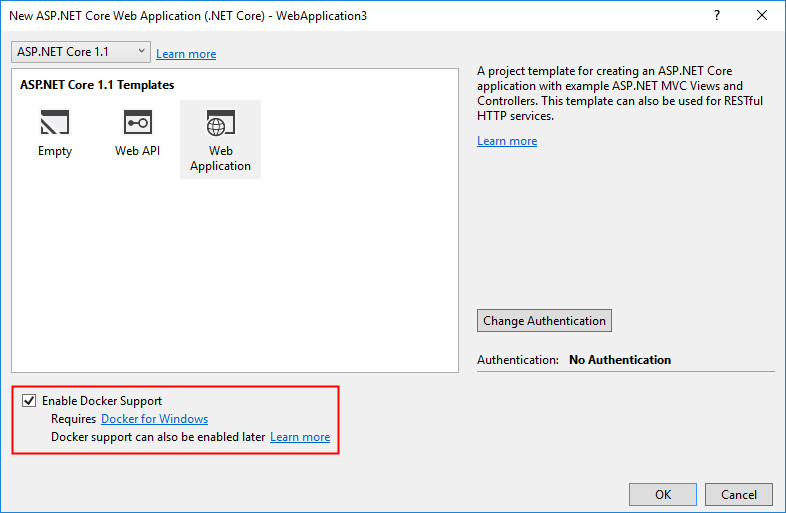 New ASP.NET Core Web Application (.NET Core) - WebApplication3
?
ASP.NET Core 1.1
Learn more
ASP.NET Core 1.1 Templates
Empty
Web API
Web
Application
A project template for creating an ASP.NET Core
application with example ASP.NET MVC Views and
Controllers. This template can also be used for RESTful
HTTP services.
Learn more
Change Authentication
Authentication: No Authentication
Enable Docker Support
Requires Docker for Windows
Docker support can also be enabled later Learn more
OK
Cancel